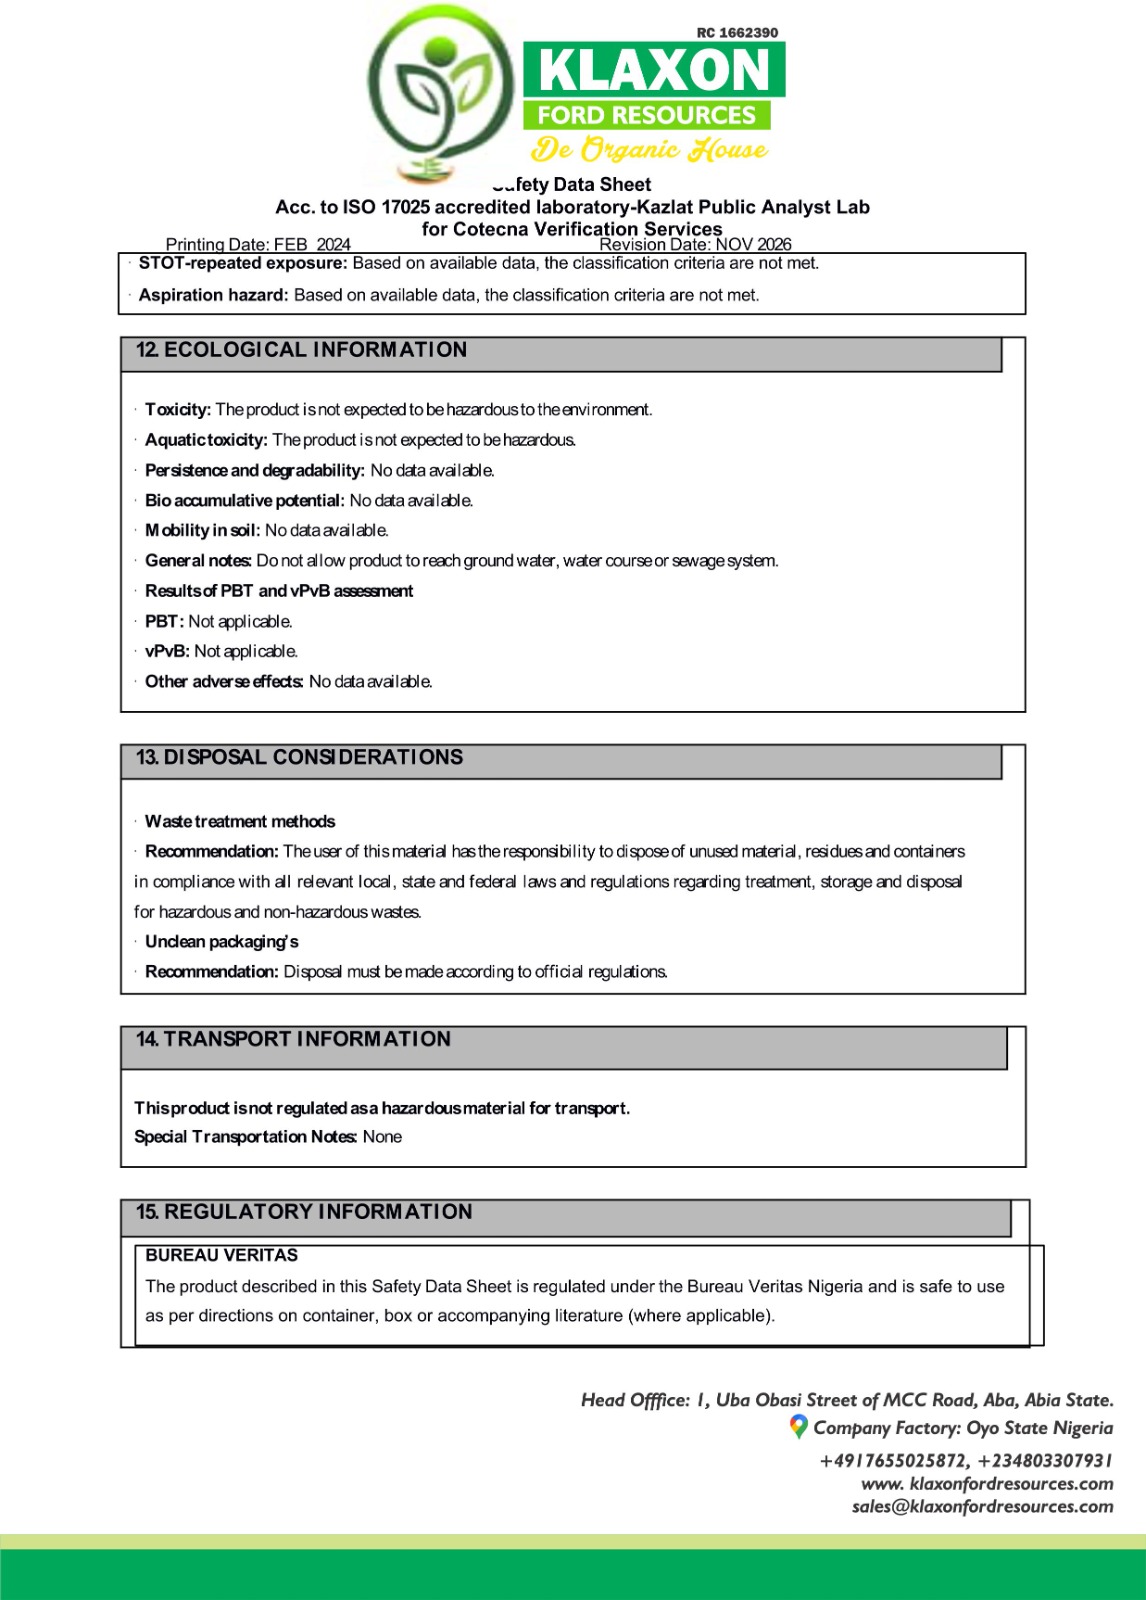 RC 1662390
KLAXON
FORD RESOURCES
De Organic House
Safety Data Sheet
Acc. to ISO 17025 accredited laboratory-Kazlat Public Analyst Lab
for Cotecna Verification Services
Printing Date: FEB 2024 Revision Date: NOV 2026
· STOT-repeated exposure: Based on available data, the classification criteria are not met.
· Aspiration hazard: Based on available data, the classification criteria are not met.
12. ECOLOGICAL INFORMATION
· Toxicity: The product is not expected to be hazardous to the environment.
· Aquatic toxicity: The product is not expected to be hazardous.
· Persistence and degradability: No data available.
· Bio accumulative potential: No data available.
· Mobility in soil: No data available.
· General notes: Do not allow product to reach ground water, water course or sewage system.
· Results of PBT and vPvB assessment
· PBT: Not applicable.
· vPvB: Not applicable.
· Other adverse effects: No data available.
13. DISPOSAL CONSIDERATIONS
· Waste treatment methods
· Recommendation: The user of this material has the responsibility to dispose of unused material, residues and containers
in compliance with all relevant local, state and federal laws and regulations regarding treatment, storage and disposal
for hazardous and non-hazardous wastes.
· Unclean packaging's
· Recommendation: Disposal must be made according to official regulations.
14. TRANSPORT INFORMATION
This product is not regulated as a hazardous material for transport.
Special Transportation Notes: None
15. REGULATORY INFORMATION
BUREAU VERITAS
The product described in this Safety Data Sheet is regulated under the Bureau Veritas Nigeria and is safe to use
as per directions on container, box or accompanying literature (where applicable).
Head Offfice: 1, Uba Obasi Street of MCC Road, Aba, Abia State.
Company Factory: Oyo State Nigeria
+4917655025872, +234803307931
www. klaxonfordresources.com
sales@klaxonfordresources.com